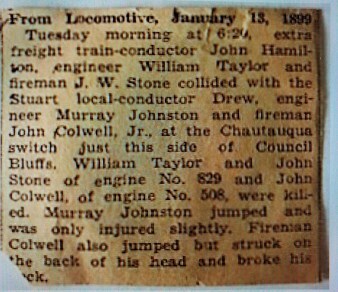 From Locomotive, January 13, 1899
Tuesday morning at 6:20, extra
freight train-conductor John Hamil-
ton, engineer William Taylor and
fireman J. W. Stone collided with the
Stuart local-conductor Drew, engi-
neer Murray Johnston and fireman
John Colwell, Jr., at the Chautauqua
switch just this side of Council
Bluffs. William Taylor and John
Stone of engine No. 829 and John
Colwell, of engine No. 508, were kil-
ed. Murray Johnston jumped and
was only injured slightly. Fireman
Colwell also jumped but struck on
the back of his head and broke his
ck.